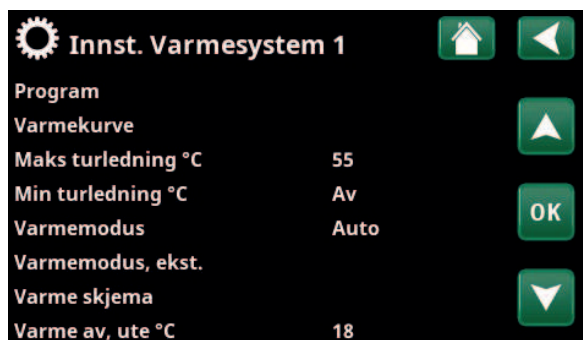 Innst. Varmesystem 1
Program
Varmekurve
Maks turledning °C 55
Min turledning °C Av
Varmemodus Auto
Varmemodus, ekst.
Varme skjema
Varme av, ute °C 18
OK